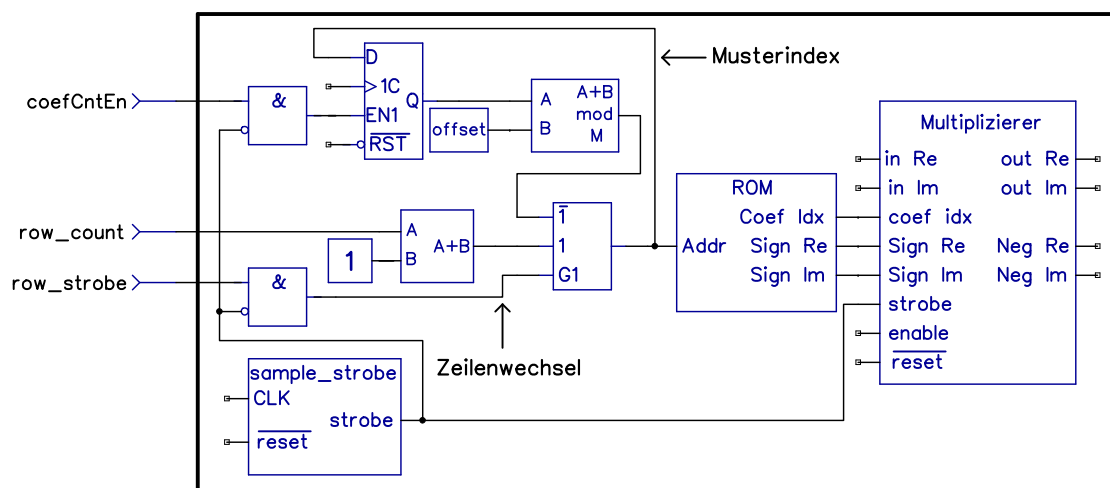 coefCntEn
row_count
row_strobe
&
D
1C
EN1
RST
Q
offset
A
B
A+B
mod
M
Musterindex
1
A
B
A+B
1
1
G1
&
Zeilenwechsel
sample_strobe
CLK
reset
strobe
ROM
Addr
Coef Idx
Sign Re
Sign Im
Multiplizierer
in Re out Re
in Im out Im
coef idx
Sign Re Neg Re
Sign Im Neg Im
strobe
enable
reset